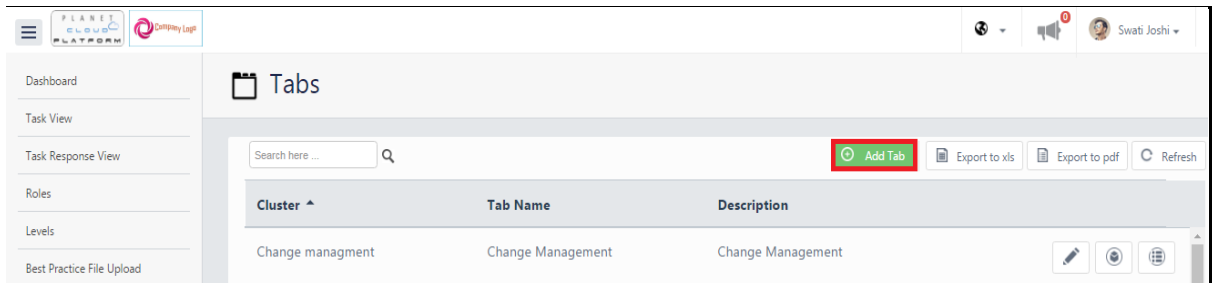 PLANET
CLOUD
PLATFORM
Company Logo
0
Swati Joshi
Dashboard
Tabs
Task View
Task Response View
Search here ...
Add Tab
Export to xls
Export to pdf
Refresh
Roles
Cluster
Tab Name
Description
Levels
Change managment
Change Management
Change Management
Best Practice File Upload